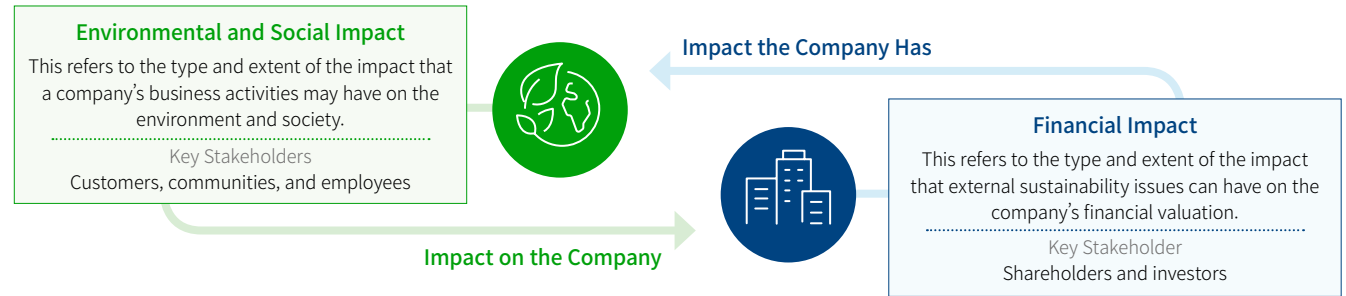 Environmental and Social Impact
This refers to the type and extent of the impact that
a company’s business activities may have on the
environment and society.
Key Stakeholders
Customers, communities, and employees
Impact the Company Has
Impact on the Company
Financial Impact
This refers to the type and extent of the impact
that external sustainability issues can have on the
company’s financial valuation.
Key Stakeholder
Shareholders and investors